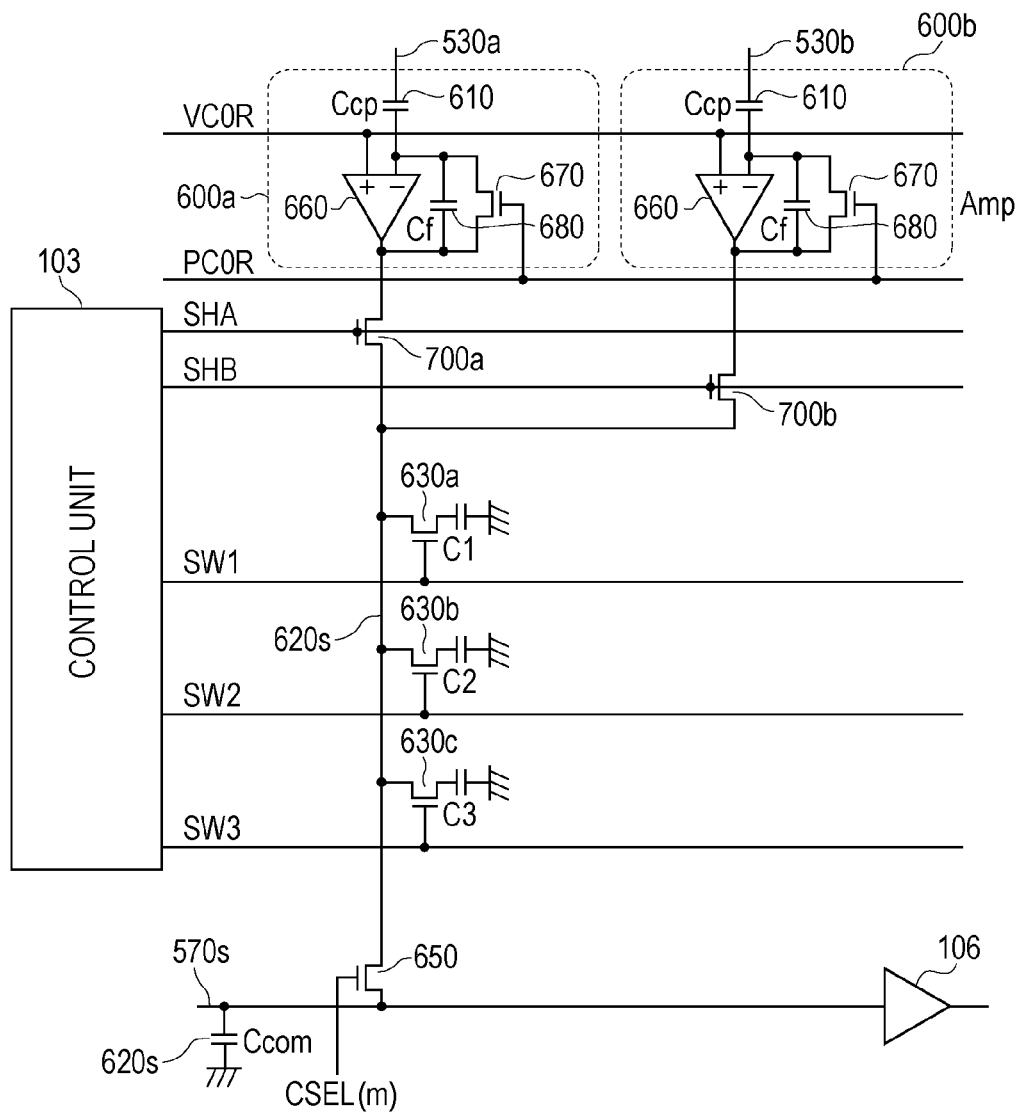 530a
530b
600b
Ccp
610
Ccp
610
VC0R
600a
660
670
660
670
Amp
Cf
680
Cf
680
103
PC0R
SHA
700a
SHB
700b
CONTROL UNIT
630a
C1
SW1
620s
630b
C2
SW2
630c
C3
SW3
570s
650
106
620s
Ccom
CSEL(m)